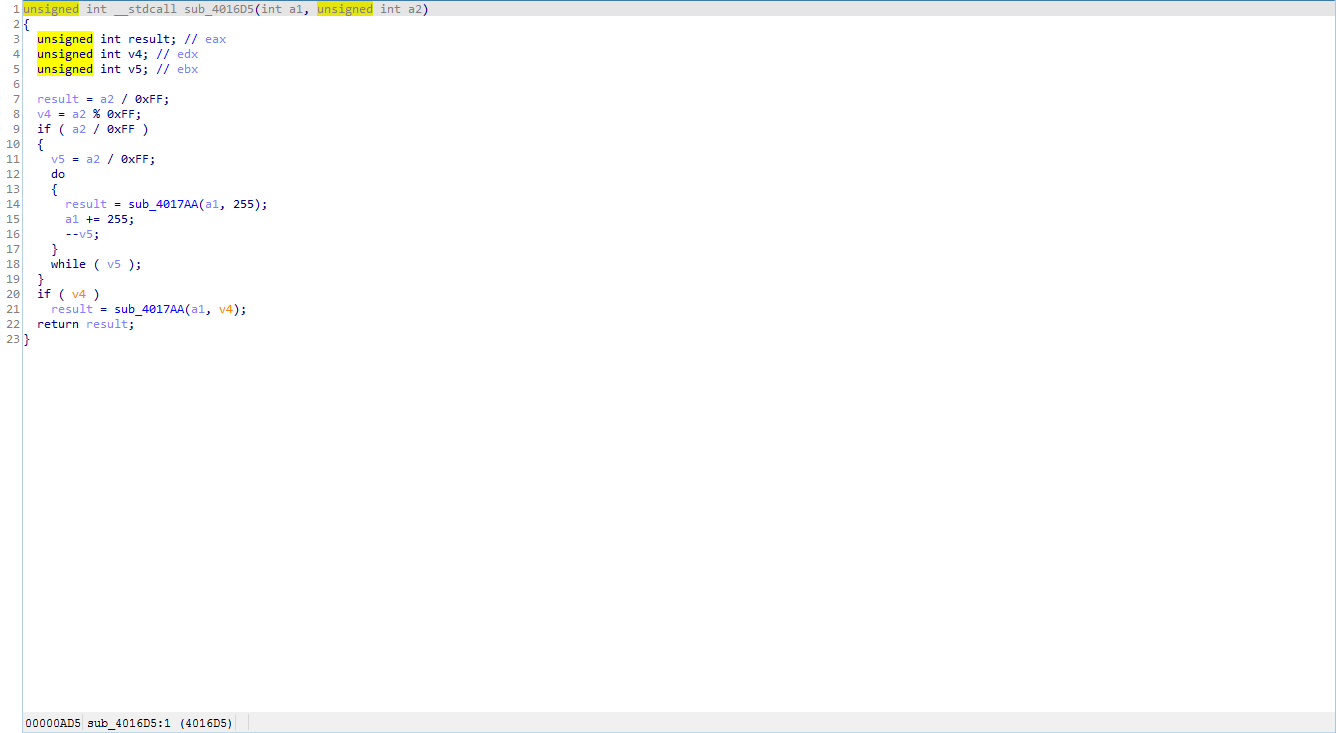 1 unsigned int __stdcall sub_4016D5(int a1, unsigned int a2)
2 {
3   unsigned int result; // eax
4   unsigned int v4; // edx
5   unsigned int v5; // ebx
6
7   result = a2 / 0xFF;
8   v4 = a2 % 0xFF;
9   if ( a2 / 0xFF )
10   {
11     v5 = a2 / 0xFF;
12     do
13     {
14       result = sub_4017AA(a1, 255);
15       a1 += 255;
16       --v5;
17     }
18     while ( v5 );
19   }
20   if ( v4 )
21     result = sub_4017AA(a1, v4);
22   return result;
23 }
00000AD5 sub_4016D5:1 (4016D5)